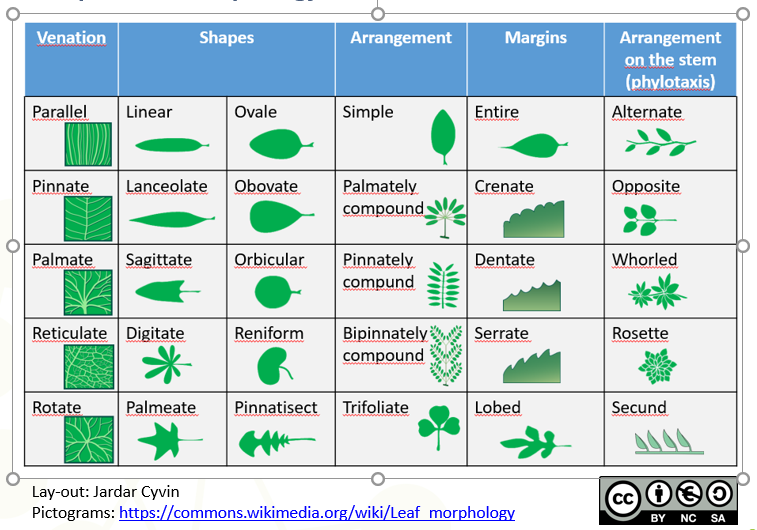 Venation Shapes Arrangement Margins Arrangement
on the stem
(phylotaxis)
Parallel Linear Ovale Simple Entire Alternate
Pinnate Lanceolate Obovate Palmately Crenate Opposite
compound
Palmate Sagittate Orbicular Pinnately Dentate Whorled
compund
Reticulate Digitate Reniform Bipinnately Serrate Rosette
compound
Rotate Palmeate Pinnatisect Trifoliate Lobed Secund
Lay-out: Jardar Cyvin
Pictograms: https://commons.wikimedia.org/wiki/Leaf_morphology
cc
BY NC SA